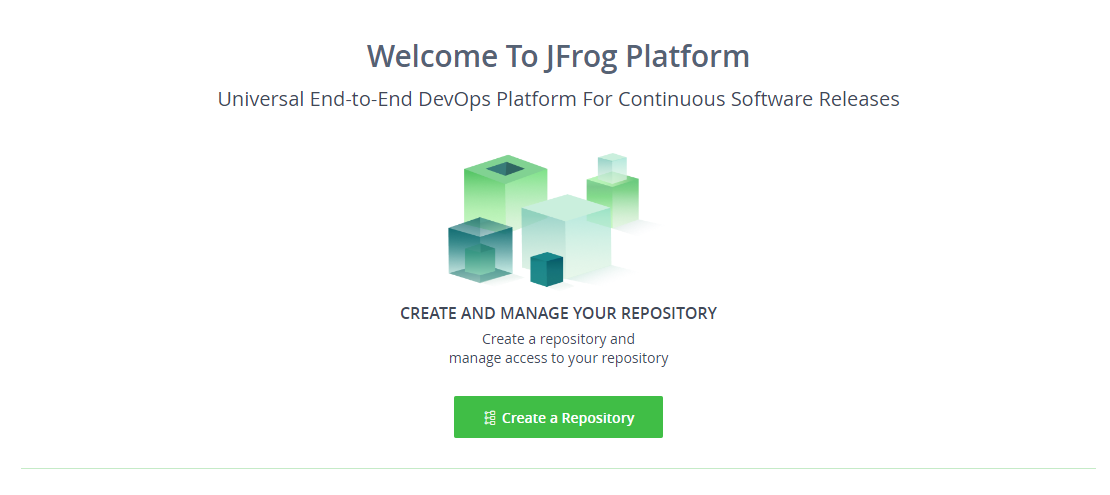 Welcome To JFrog Platform
Universal End-to-End DevOps Platform For Continuous Software Releases
CREATE AND MANAGE YOUR REPOSITORY
Create a repository and
manage access to your repository
Create a Repository